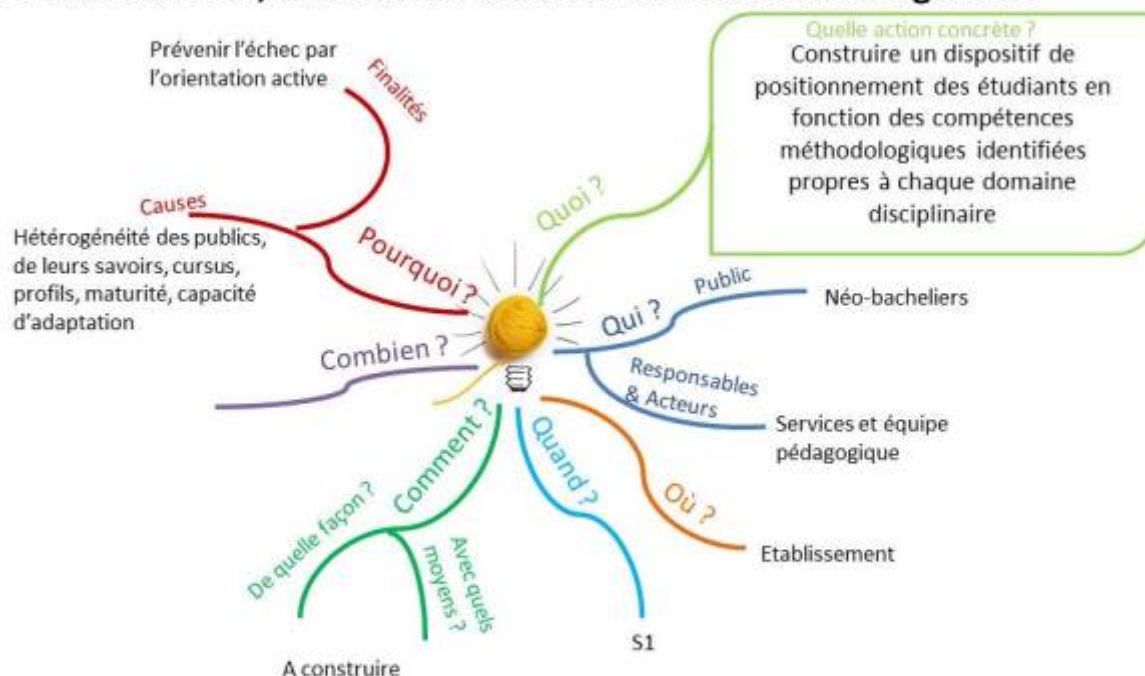 Prévenir l'échec par
l'orientation active
Finalités
Causes
Hétérogénéité des publics,
de leurs savoirs, cursus,
profils, maturité, capacité
d'adaptation
Pourquoi ?
Quoi ?
Quelle action concrète ?
Construire un dispositif de
positionnement des étudiants en
fonction des compétences
méthodologiques identifiées
propres à chaque domaine
disciplinaire
Qui ?
Public
Néo-bacheliers
Responsables
& Acteurs
Services et équipe
pédagogique
Combien ?
Comment ?
De quelle façon ?
Avec quels
moyens ?
A construire
Quand ?
S1
Où ?
Etablissement